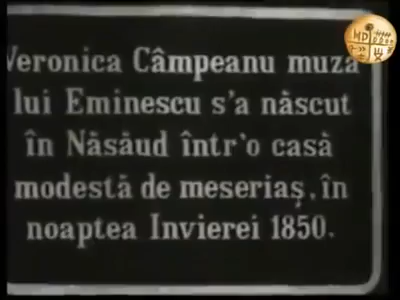 Veronica Câmpeanu muza
lui Eminescu s'a născut
în Năsăud într'o casă
modestă de meseriaş, în
noaptea Invierei 1850.